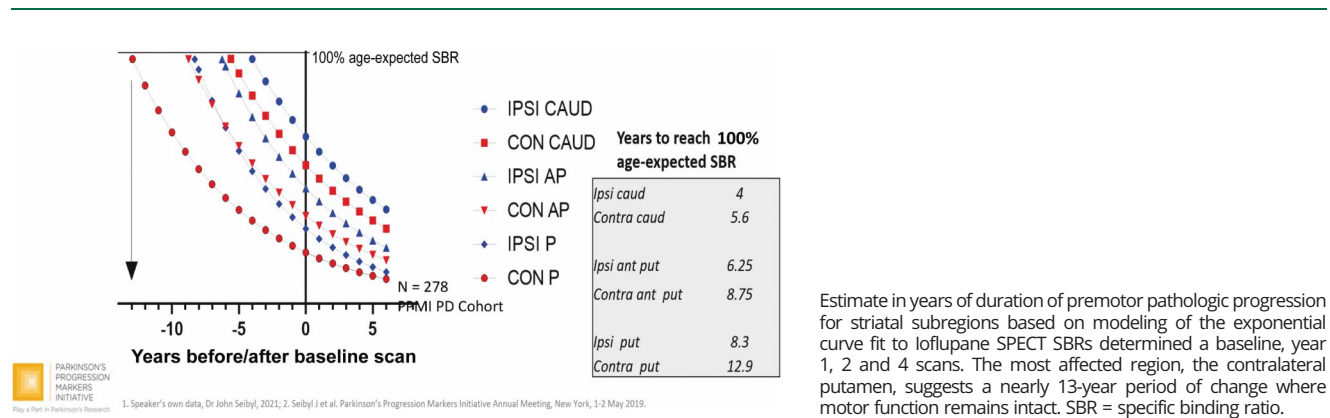 100% age-expected SBR
IPSI CAUD
CON CAUD
IPSI AP
CON AP
IPSI P
CON P
N = 278
PPMI PD Cohort
-10 -5 0 5
Years before/after baseline scan
Years to reach 100%
age-expected SBR
Ipsi caud 4
Contra caud 5.6
Ipsi ant put 6.25
Contra ant put 8.75
Ipsi put 8.3
Contra put 12.9
PARKINSON'S
PROGRESSION
MARKERS
INITIATIVE
Play a Part in Parkinson's Research
1. Speaker's own data, Dr John Seibyl, 2021; 2. Seibyl J et al. Parkinson's Progression Markers Initiative Annual Meeting, New York, 1-2 May 2019.
Estimate in years of duration of premotor pathologic progression
for striatal subregions based on modeling of the exponential
curve fit to Ioflupane SPECT SBRs determined a baseline, year
1, 2 and 4 scans. The most affected region, the contralateral
putamen, suggests a nearly 13-year period of change where
motor function remains intact. SBR = specific binding ratio.